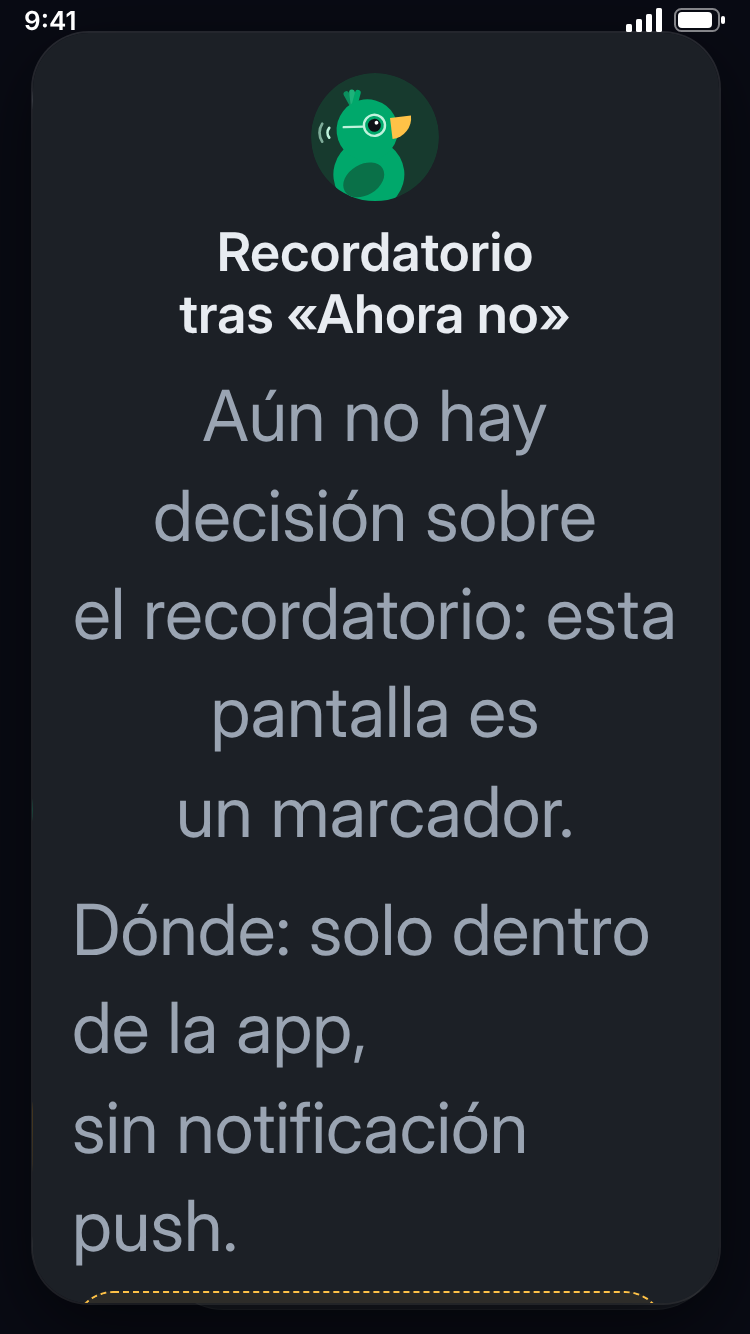 9:41
Recordatorio
tras «Ahora no»
Aún no hay
decisión sobre
el recordatorio: esta
pantalla es
un marcador.
Dónde: solo dentro
de la app,
sin notificación
push.